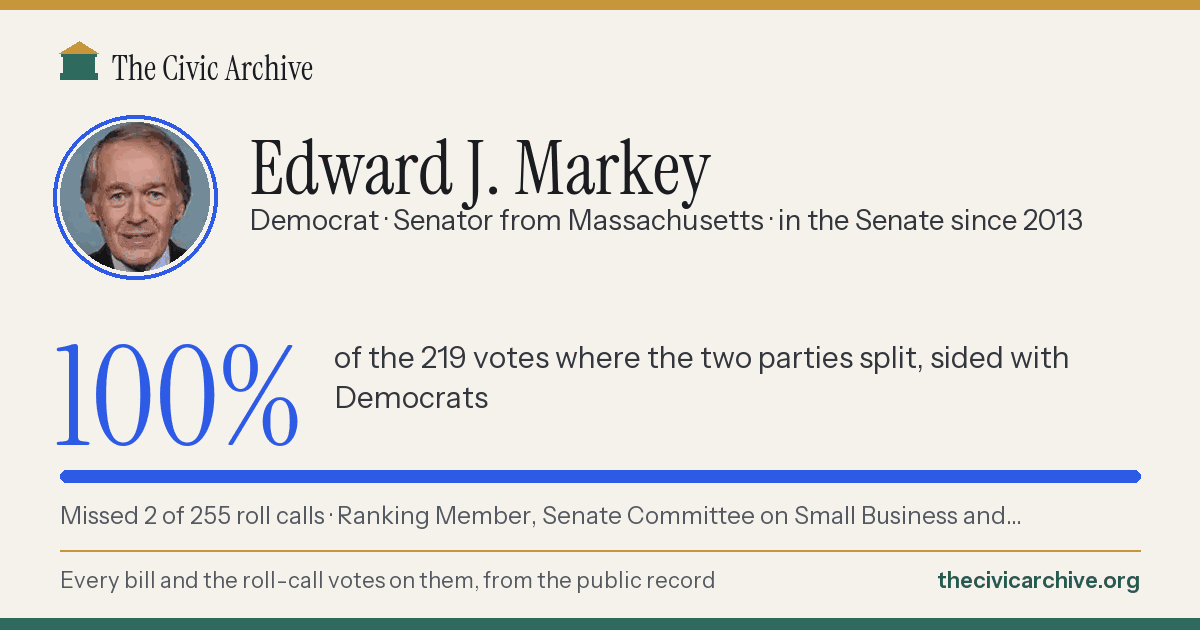 The Civic Archive
Edward J. Markey
Democrat · Senator from Massachusetts · in the Senate since 2013
100%
of the 219 votes where the two parties split, sided with
Democrats
Missed 2 of 255 roll calls · Ranking Member, Senate Committee on Small Business and...
Every bill and the roll-call votes on them, from the public record
thecivicarchive.org